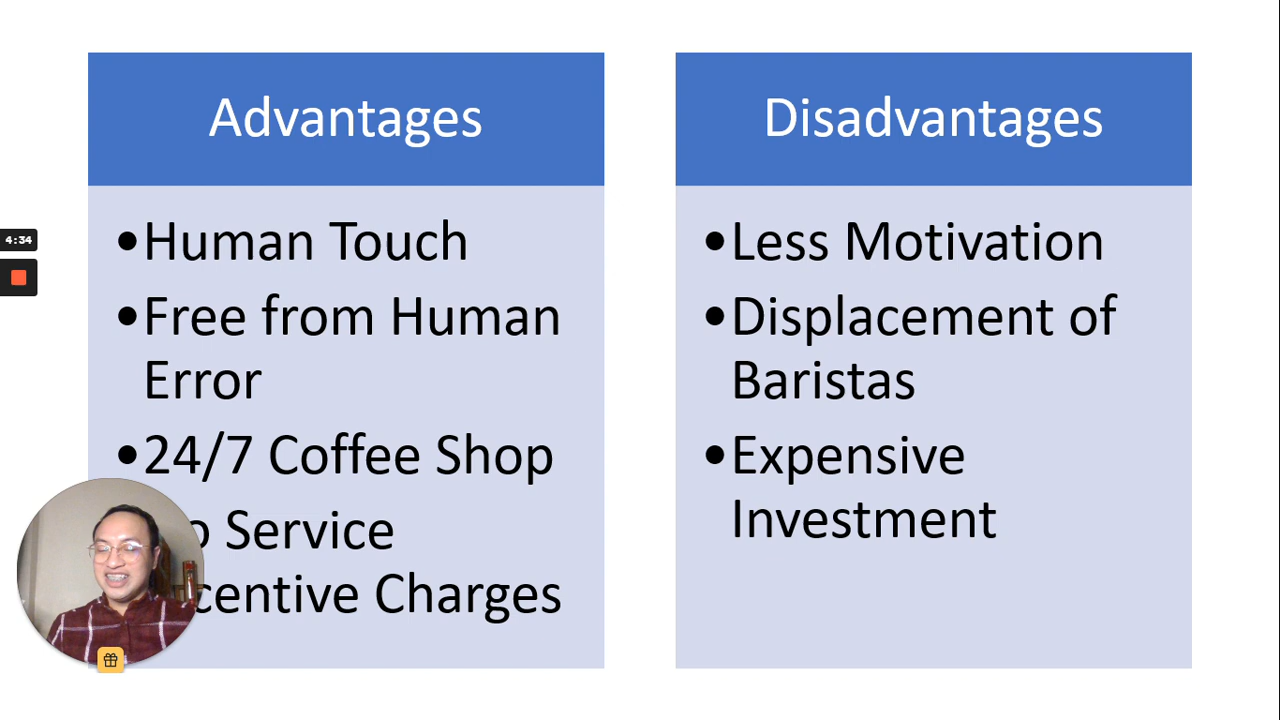 Advantages
•Human Touch
•Free from Human
Error
•24/7 Coffee Shop
Service
Charges
Disadvantages
•Less Motivation
•Displacement of
Baristas
•Expensive
Investment
4:34